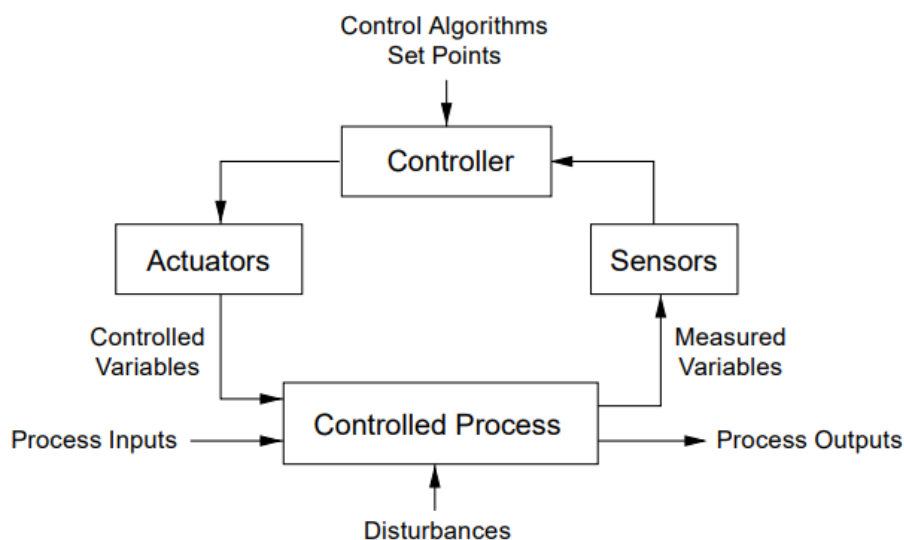 Control Algorithms
Set Points
Controller
Actuators
Sensors
Controlled
Variables
Measured
Variables
Controlled Process
Process Inputs
Process Outputs
Disturbances